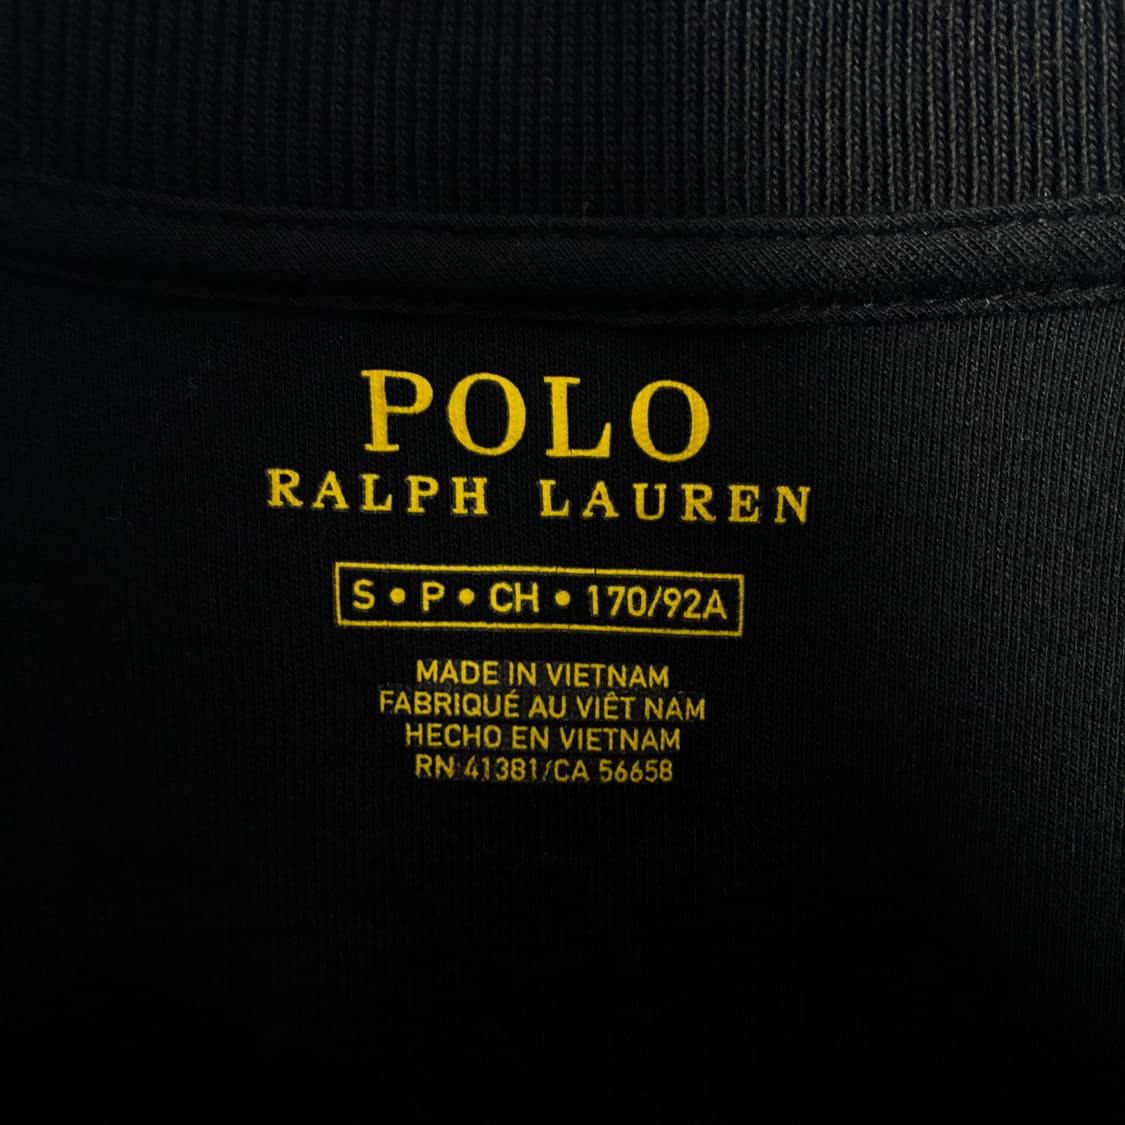 POLO
RALPH LAUREN
S • P • CH • 170/92A
MADE IN VIETNAM
FABRIQUÉ AU VIÊT NAM
HECHO EN VIETNAM
RN 41381/CA 56658